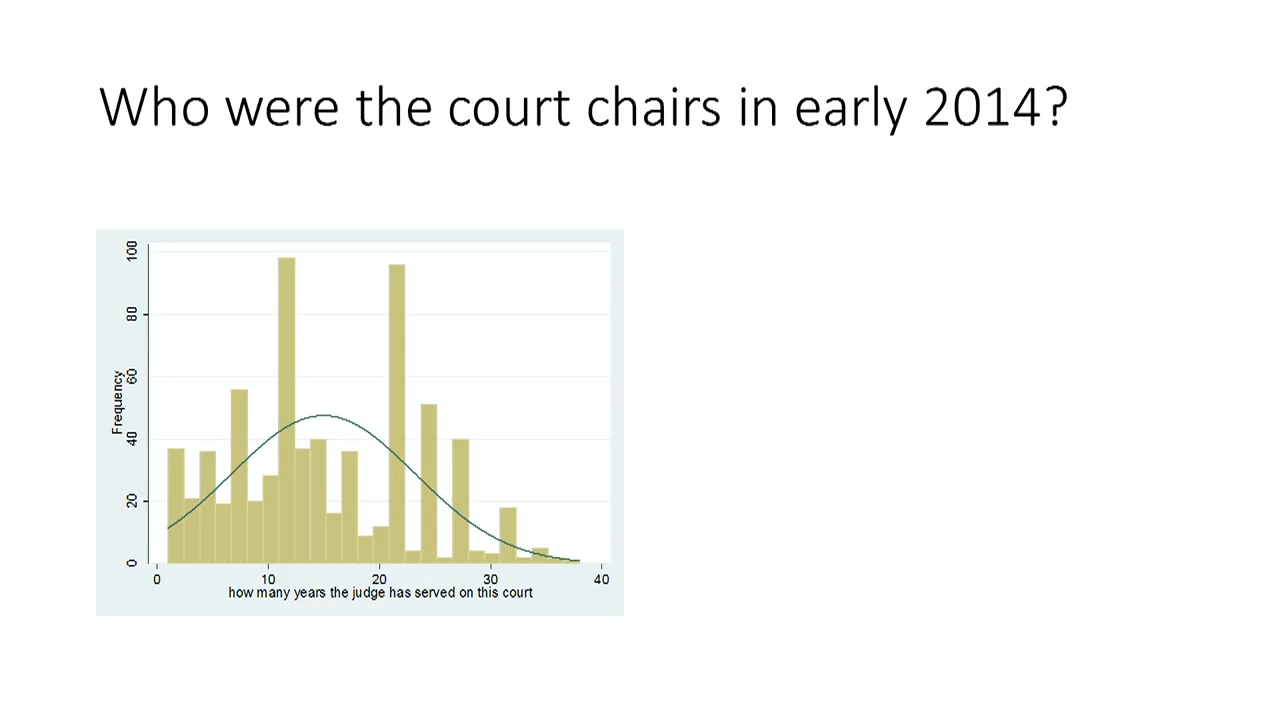 Who were the court chairs in early 2014?
100
80
60
40
20
0
Frequency
0 10 20 30 40
how many years the judge has served on this court